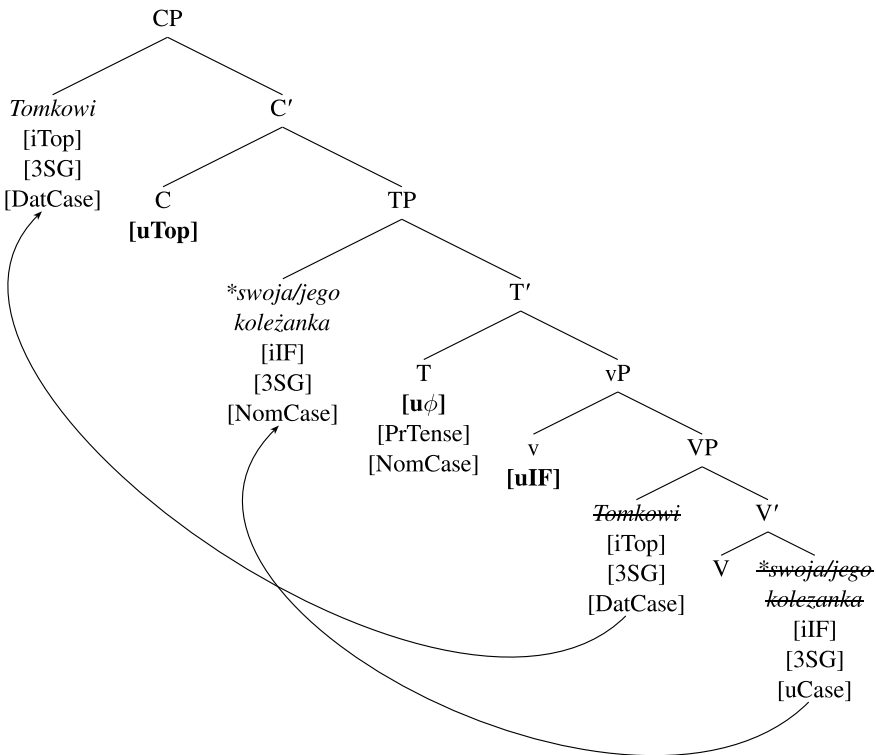 CP
Tomkowi
[iTop]
[3SG]
[DatCase]
C′
C
[uTop]
TP
*swoja/jego
koleżanka
[iIF]
[3SG]
[NomCase]
T′
T
[uϕ]
[PrTense]
[NomCase]
vP
v
[uIF]
VP
Tomkowi
[iTop]
[3SG]
[DatCase]
V′
V
*swoja/jego
koleżanka
[iIF]
[3SG]
[uCase]